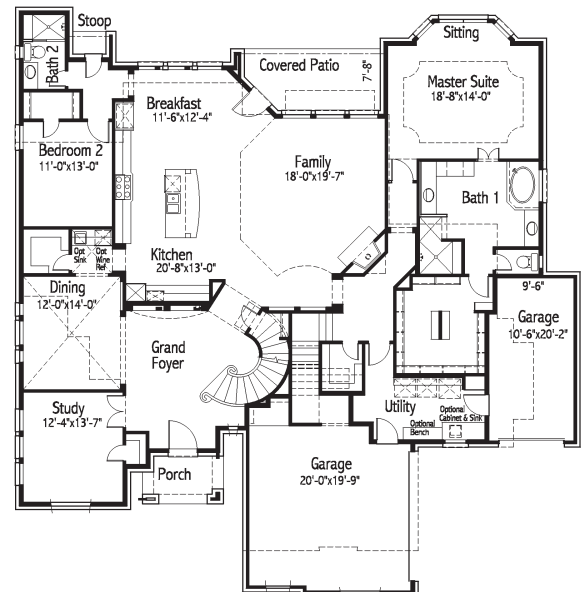 Stoop
Bath 2
Sitting
Covered Patio
7'-8"
Master Suite
18'-8"x14'-0"
Breakfast
11'-6"x12'-4"
Bedroom 2
11'-0"x13'-0"
Family
18'-0"x19'-7"
Bath 1
Kitchen
20'-8"x13'-0"
Opt
Sink
Opt
Wine
Ref
Dining
12'-0"x14'-0"
9'-6"
Garage
10'-6"x20'-2"
Grand
Foyer
Study
12'-4"x13'-7"
Utility
Optional
Cabinet & Sink
Optional
Bench
Porch
Garage
20'-0"x19'-9"